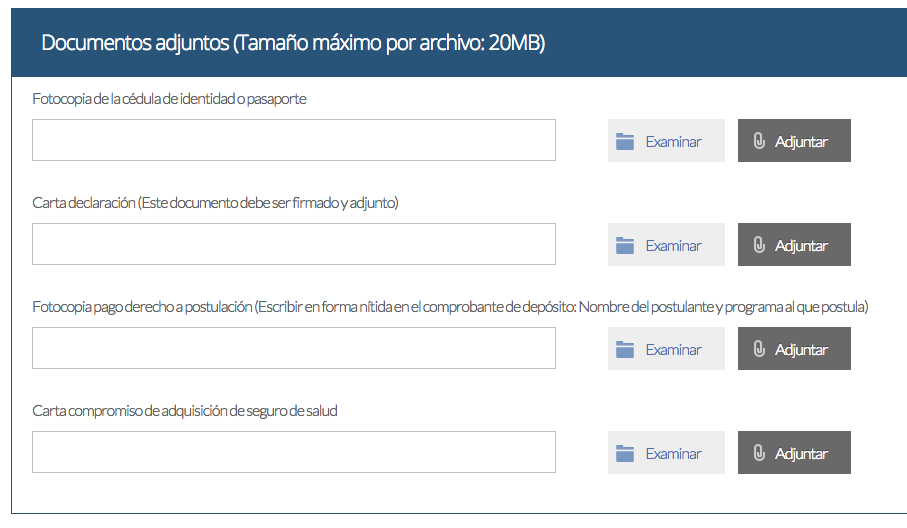 Documentos adjuntos (Tamaño máximo por archivo: 20MB)
Fotocopia de la cédula de identidad o pasaporte
Examinar Adjuntar
Carta declaración (Este documento debe ser firmado y adjunto)
Examinar Adjuntar
Fotocopia pago derecho a postulación (Escribir en forma nítida en el comprobante de depósito: Nombre del postulante y programa al que postula)
Examinar Adjuntar
Carta compromiso de adquisición de seguro de salud
Examinar Adjuntar